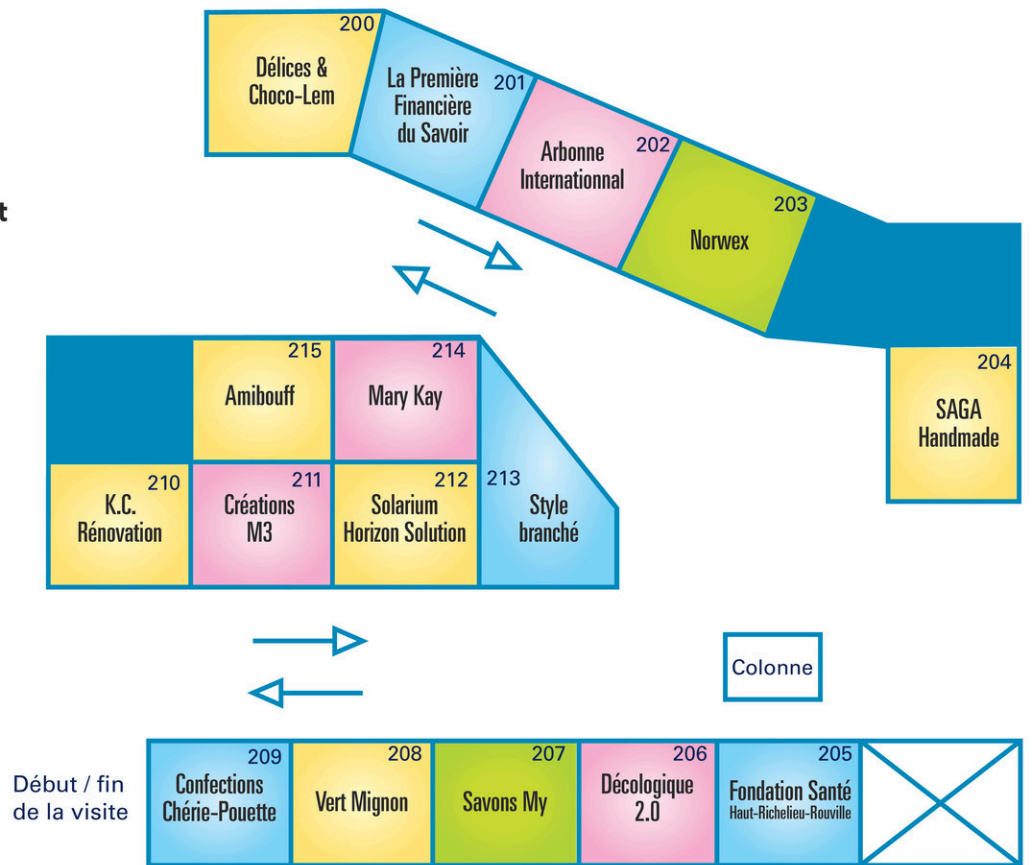 200
Délices &
Choco-Lem
201
La Première
Financière
du Savoir
202
Arbonne
Internationnal
203
Norwex
t
204
SAGA
Handmade
215
Amibouff
214
Mary Kay
210
K.C.
Rénovation
211
Créations
M3
212
Solarium
Horizon Solution
213
Style
branché
Colonne
Début / fin
de la visite
209
Confections
Chérie-Pouette
208
Vert Mignon
207
Savons My
206
Décologique
2.0
205
Fondation Santé
Haut-Richelieu-Rouville